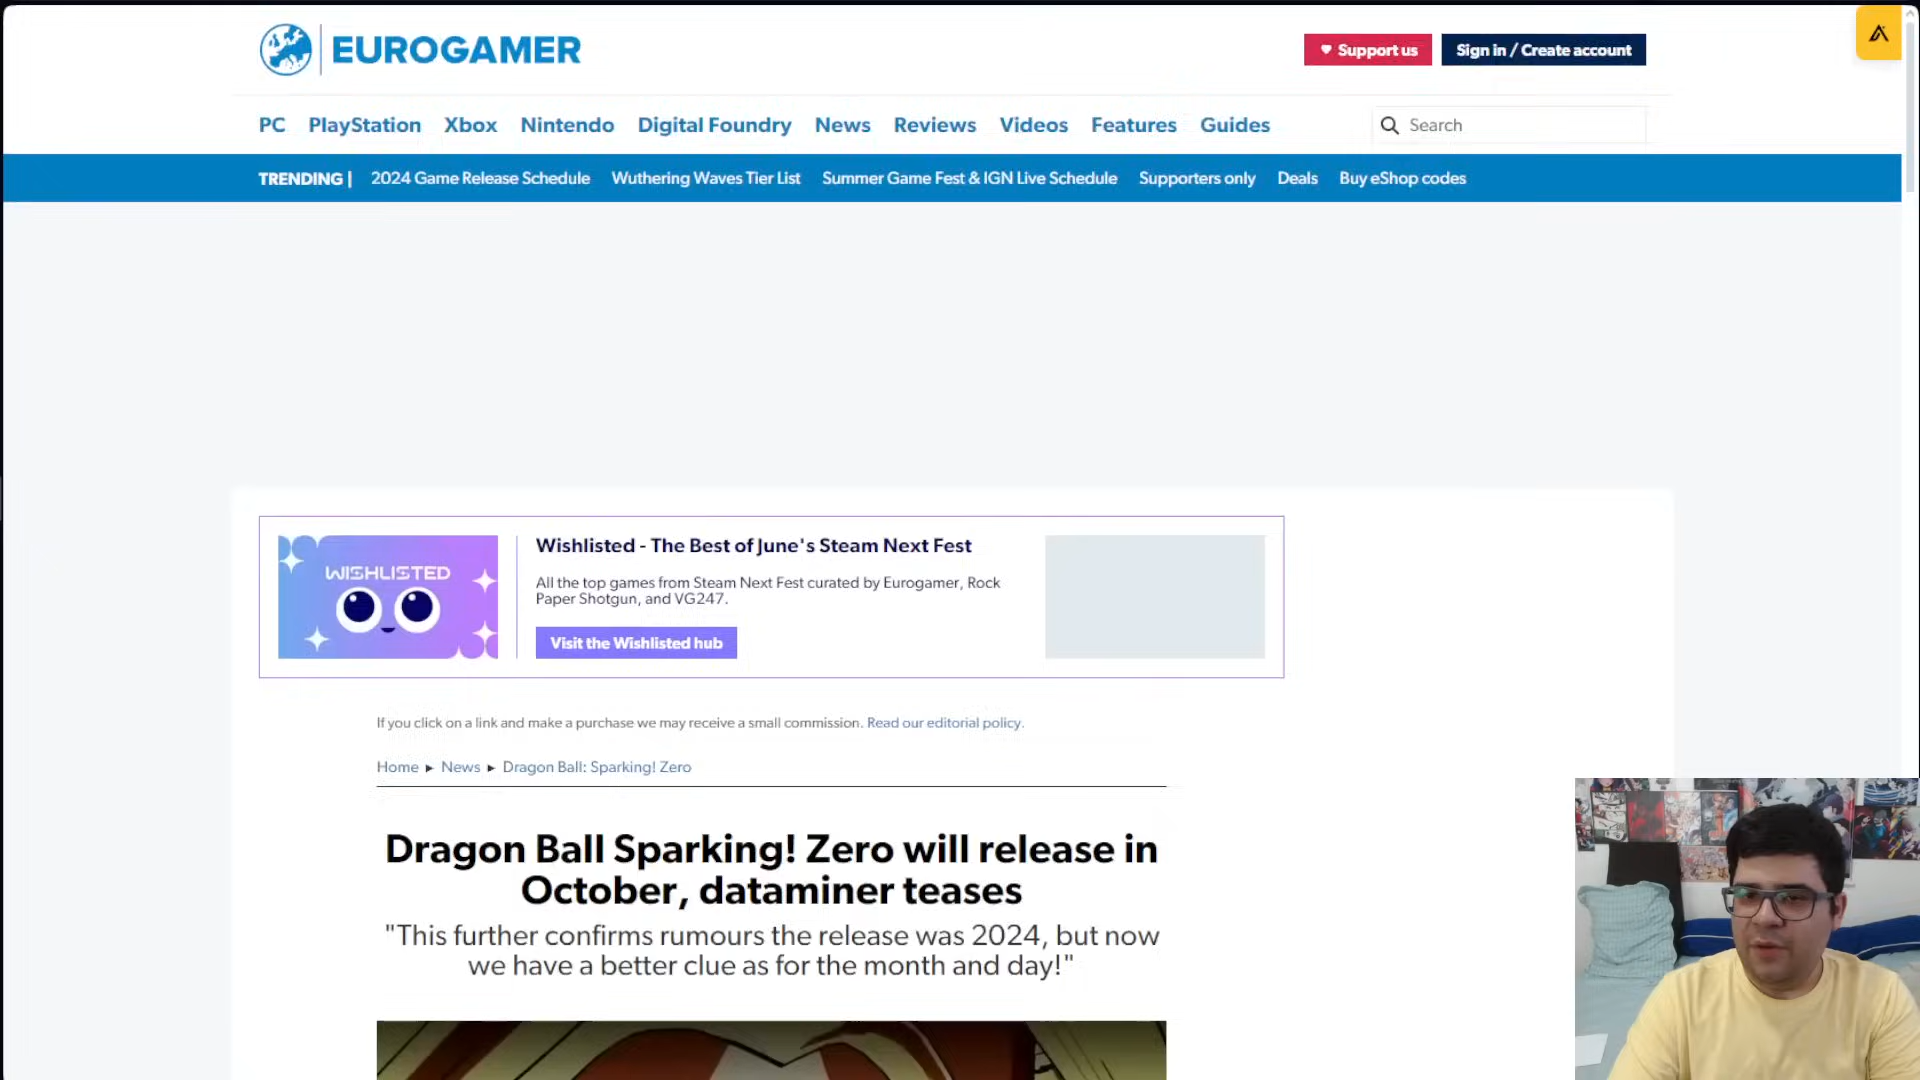 EUROGAMER
Support us
Sign in / Create account
PC PlayStation Xbox Nintendo Digital Foundry News Reviews Videos Features Guides
Search
TRENDING | 2024 Game Release Schedule Wuthering Waves Tier List Summer Game Fest & IGN Live Schedule Supporters only Deals Buy eShop codes
WISHLISTED
Wishlisted - The Best of June's Steam Next Fest
All the top games from Steam Next Fest curated by Eurogamer, Rock
Paper Shotgun, and VG247.
Visit the Wishlisted hub
If you click on a link and make a purchase we may receive a small commission. Read our editorial policy.
Home ▸ News ▸ Dragon Ball: Sparking! Zero
Dragon Ball Sparking! Zero will release in
October, dataminer teases
"This further confirms rumours the release was 2024, but now
we have a better clue as for the month and day!"